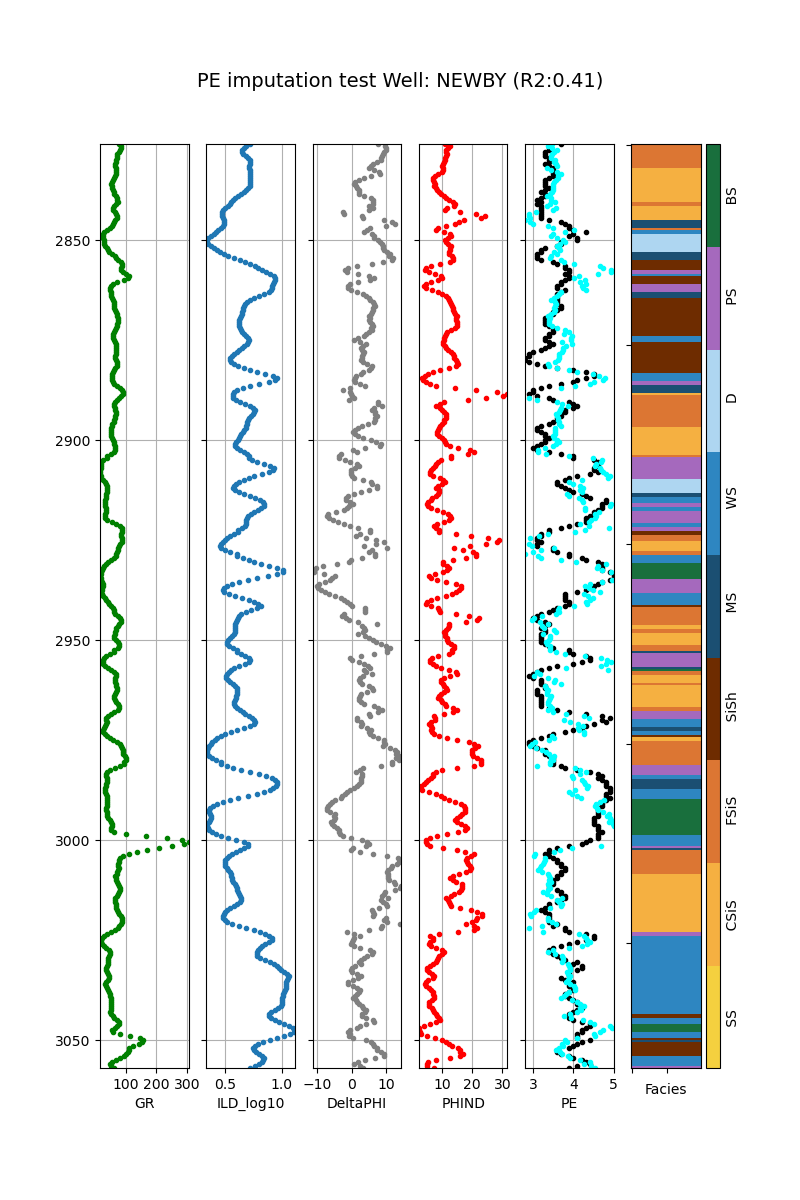 PE imputation test Well: NEWBY (R2:0.41)
2850
2900
2950
3000
3050
100 200 300
0.5 1.0
−10 0 10
10 20 30
3 4 5
GR
ILD_log10
DeltaPHI
PHIND
PE
Facies
BS
PS
D
WS
MS
SiSh
FSiS
CSiS
SS